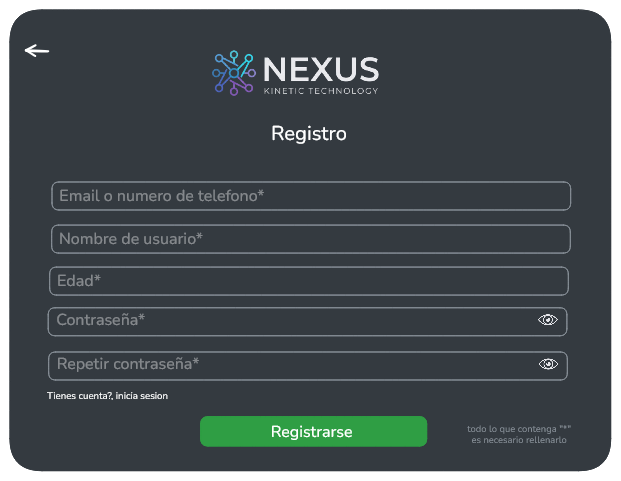 NEXUS
KINETIC TECHNOLOGY
Registro
Email o numero de telefono*
Nombre de usuario*
Edad*
Contraseña*
Repetir contraseña*
Tienes cuenta?, inicia sesion
Registrarse
todo lo que contenga "*"
es necesario rellenarlo